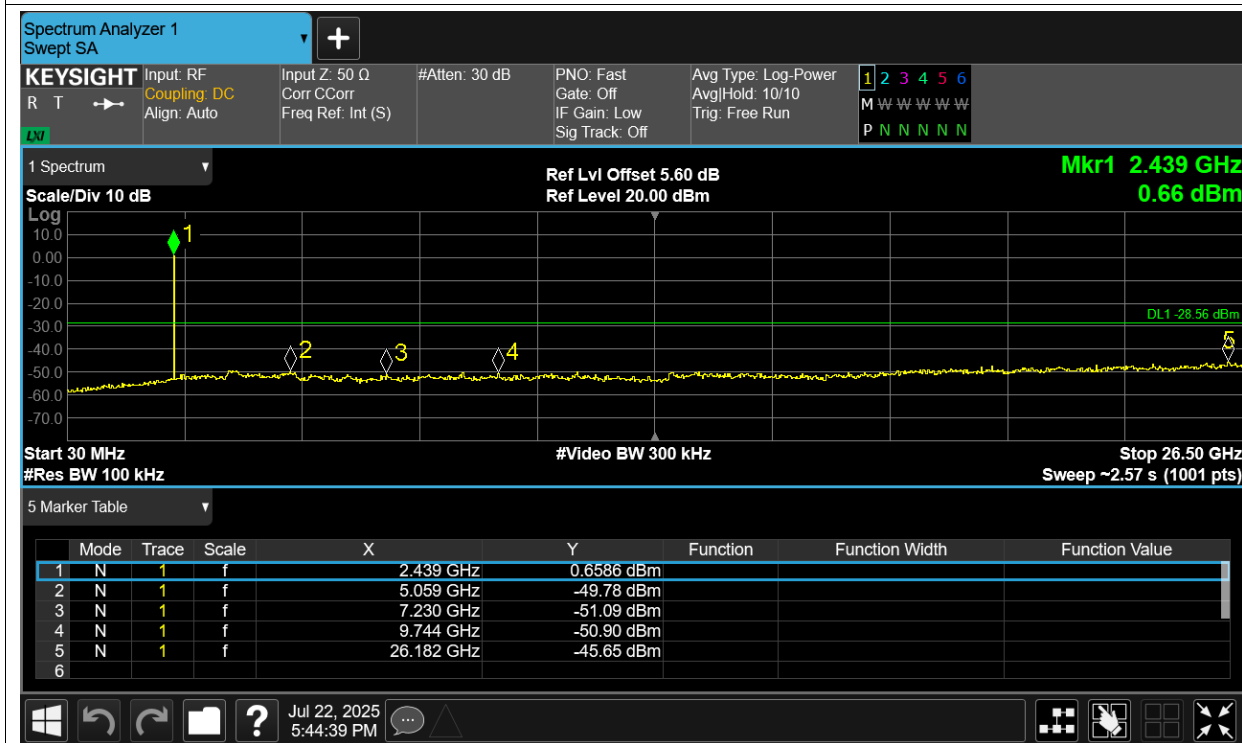 Spectrum Analyzer 1
Swept SA
+
KEYSIGHT
R T
LXI
Input: RF
Coupling: DC
Align: Auto
Input Z: 50 Ω
Corr CCorr
Freq Ref: Int (S)
#Atten: 30 dB
PNO: Fast
Gate: Off
IF Gain: Low
Sig Track: Off
Avg Type: Log-Power
Avg|Hold: 10/10
Trig: Free Run
1 2 3 4 5 6
M W W W W W
P N N N N N
1 Spectrum
Scale/Div 10 dB
Ref Lvl Offset 5.60 dB
Ref Level 20.00 dBm
Mkr1 2.439 GHz
0.66 dBm
Log
10.0
0.00
-10.0
-20.0
-30.0
-40.0
-50.0
-60.0
-70.0
1
2
3
4
5
DL1 -28.56 dBm
Start 30 MHz
#Video BW 300 kHz
Stop 26.50 GHz
#Res BW 100 kHz
Sweep ~2.57 s (1001 pts)
5 Marker Table
Mode Trace Scale X Y Function Function Width Function Value
1 N 1 f 2.439 GHz 0.6586 dBm
2 N 1 f 5.059 GHz -49.78 dBm
3 N 1 f 7.230 GHz -51.09 dBm
4 N 1 f 9.744 GHz -50.90 dBm
5 N 1 f 26.182 GHz -45.65 dBm
6
?
Jul 22, 2025
5:44:39 PM